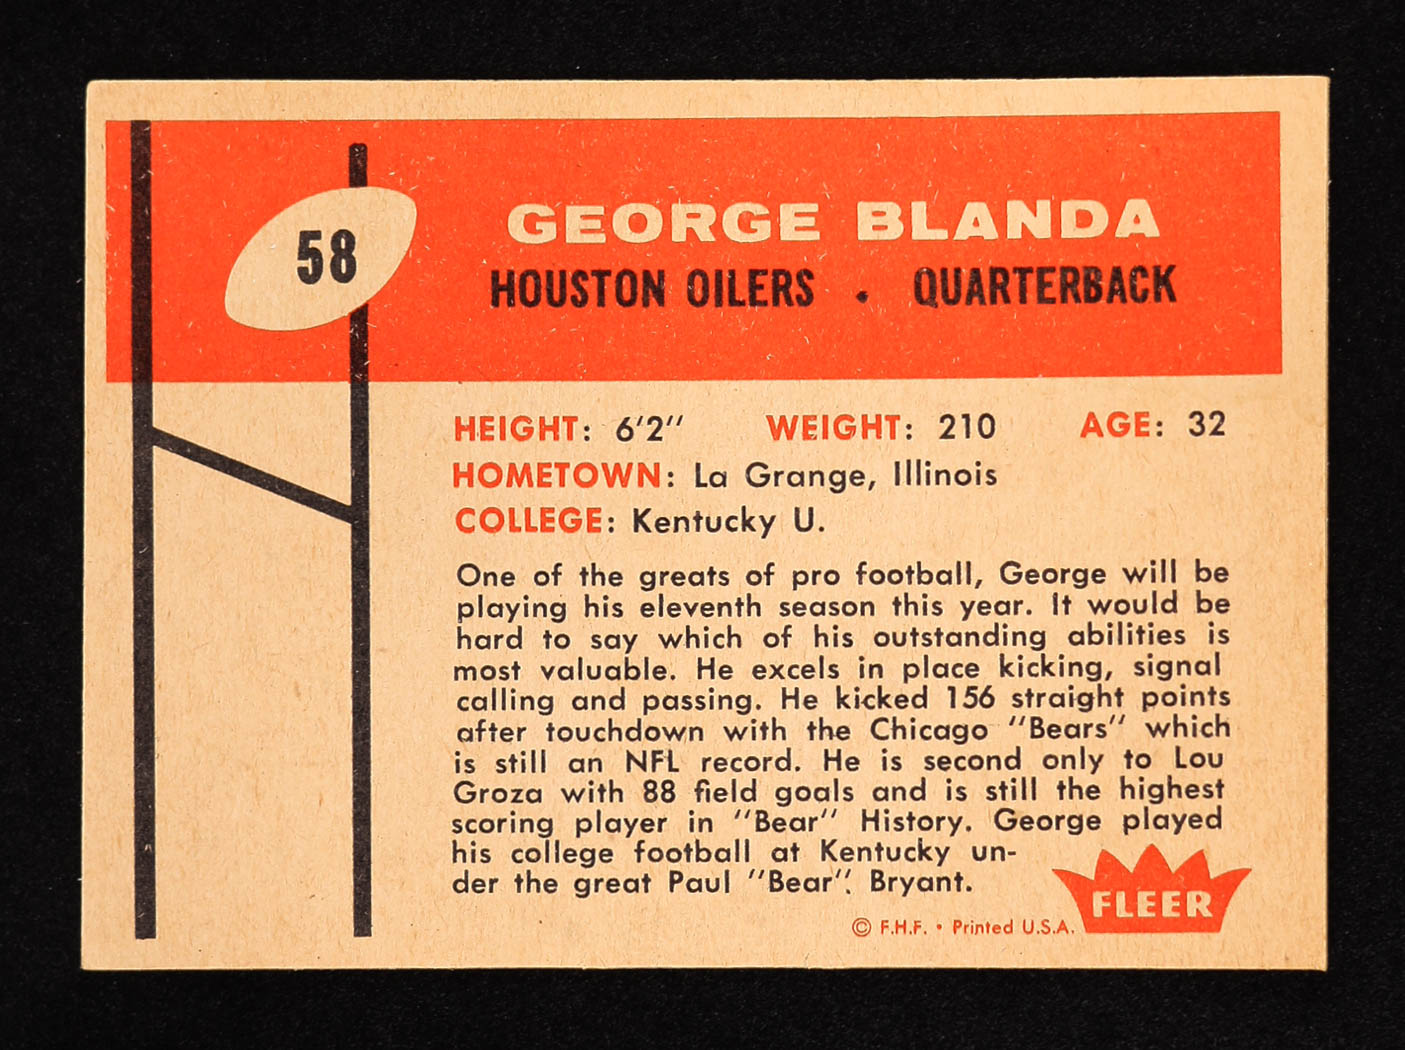 58
GEORGE BLANDA
HOUSTON OILERS . QUARTERBACK
HEIGHT: 6'2" WEIGHT: 210 AGE: 32
HOMETOWN: La Grange, Illinois
COLLEGE: Kentucky U.
One of the greats of pro football, George will be
playing his eleventh season this year. It would be
hard to say which of his outstanding abilities is
most valuable. He excels in place kicking, signal
calling and passing. He kicked 156 straight points
after touchdown with the Chicago "Bears" which
is still an NFL record. He is second only to Lou
Groza with 88 field goals and is still the highest
scoring player in "Bear" History. George played
his college football at Kentucky un-
der the great Paul "Bear". Bryant.
FLEER
© F.H.F. • Printed U.S.A.